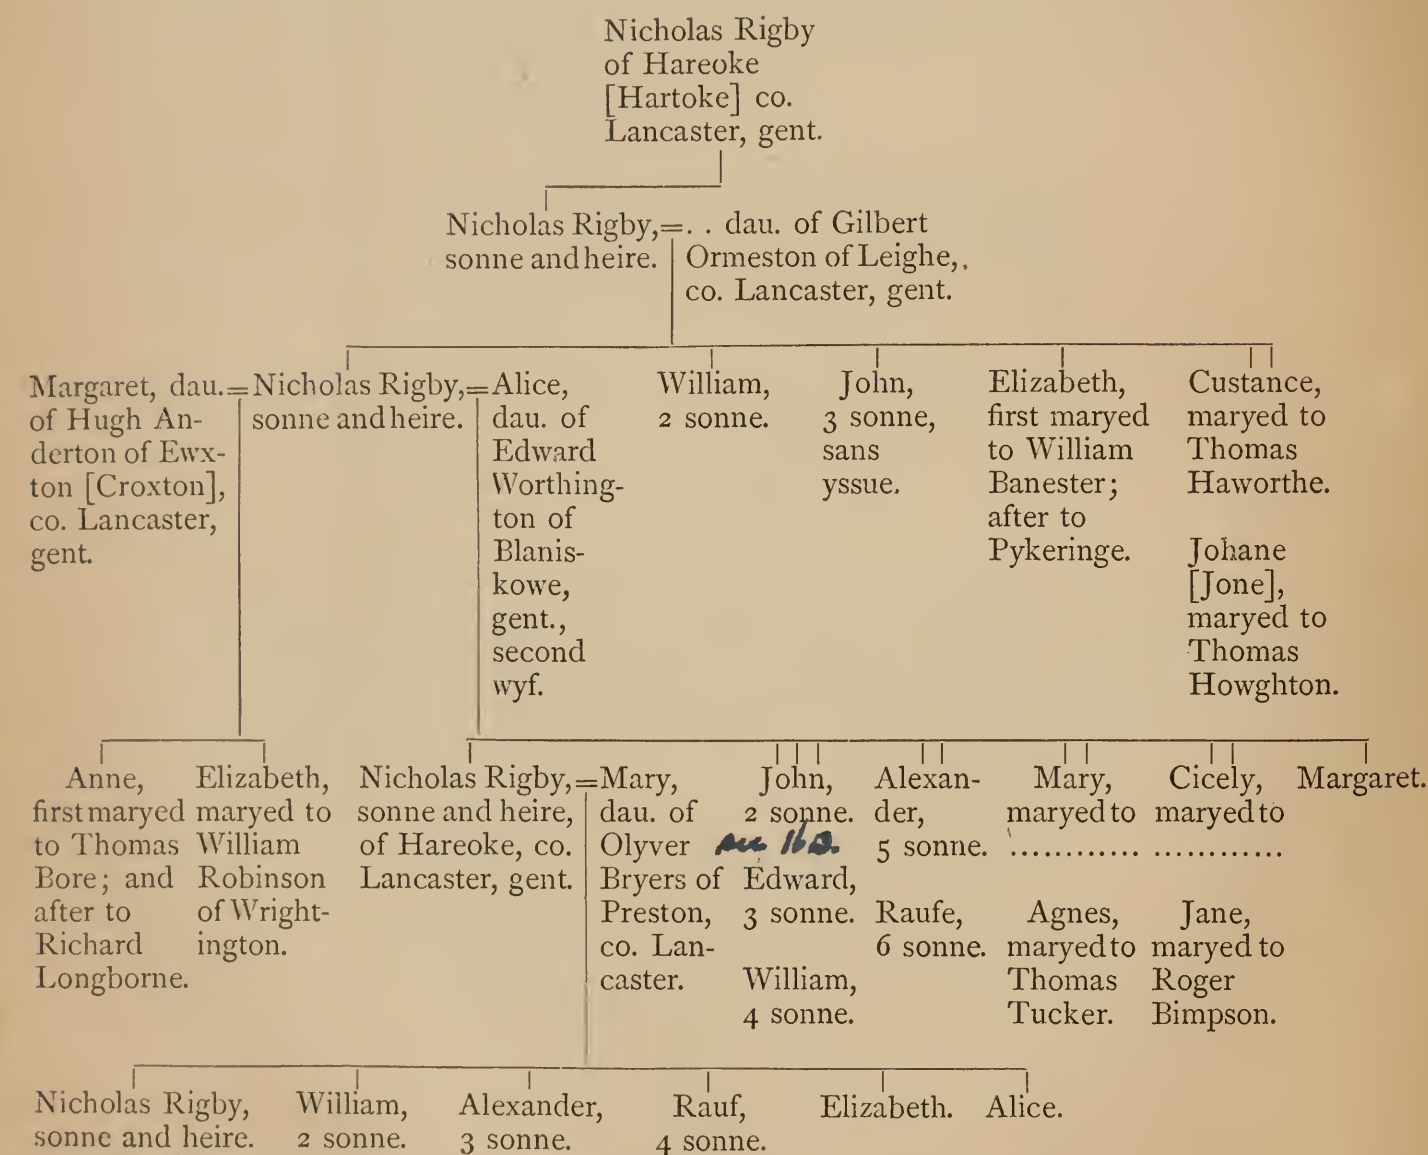 Nicholas Rigby
of Hareoke
[Hartoke] co.
Lancaster, gent.
Nicholas Rigby,=. . dau. of Gilbert
sonne and heire. Ormeston of Leighe,.
co. Lancaster, gent.
Margaret, dau.=Nicholas Rigby,=Alice,
of Hugh An- sonne and heire. dau. of
derton of Ewx- Edward
ton [Croxton], Worthing-
co. Lancaster, ton of
gent. Blanis-
kowe,
gent.,
second
wyf.
William,
2 sonne.
John,
3 sonne,
sans
yssue.
Elizabeth,
first maryed
to William
Banester;
after to
Pykeringe.
Custance,
maryed to
Thomas
Haworthe.
Johane
[Jone],
maryed to
Thomas
Howghton.
Anne,
first maryed
to Thomas
Bore; and
after to
Richard
Longborne.
Elizabeth,
maryed to
William
Robinson
of Wright-
ington.
Nicholas Rigby,=Mary,
sonne and heire, dau. of
of Hareoke, co. Olyver
Lancaster, gent. Bryers of
Preston,
co. Lan-
caster.
John,
2 sonne.
Edward,
3 sonne.
William,
4 sonne.
Alexan-
der,
5 sonne.
Raufe,
6 sonne.
Mary,
maryed to
............
Agnes,
maryed to
Thomas
Tucker.
Cicely,
maryed to
............
Jane,
maryed to
Roger
Bimpson.
Margaret.
Nicholas Rigby,
sonne and heire.
William,
2 sonne.
Alexander,
3 sonne.
Rauf,
4 sonne.
Elizabeth.
Alice.